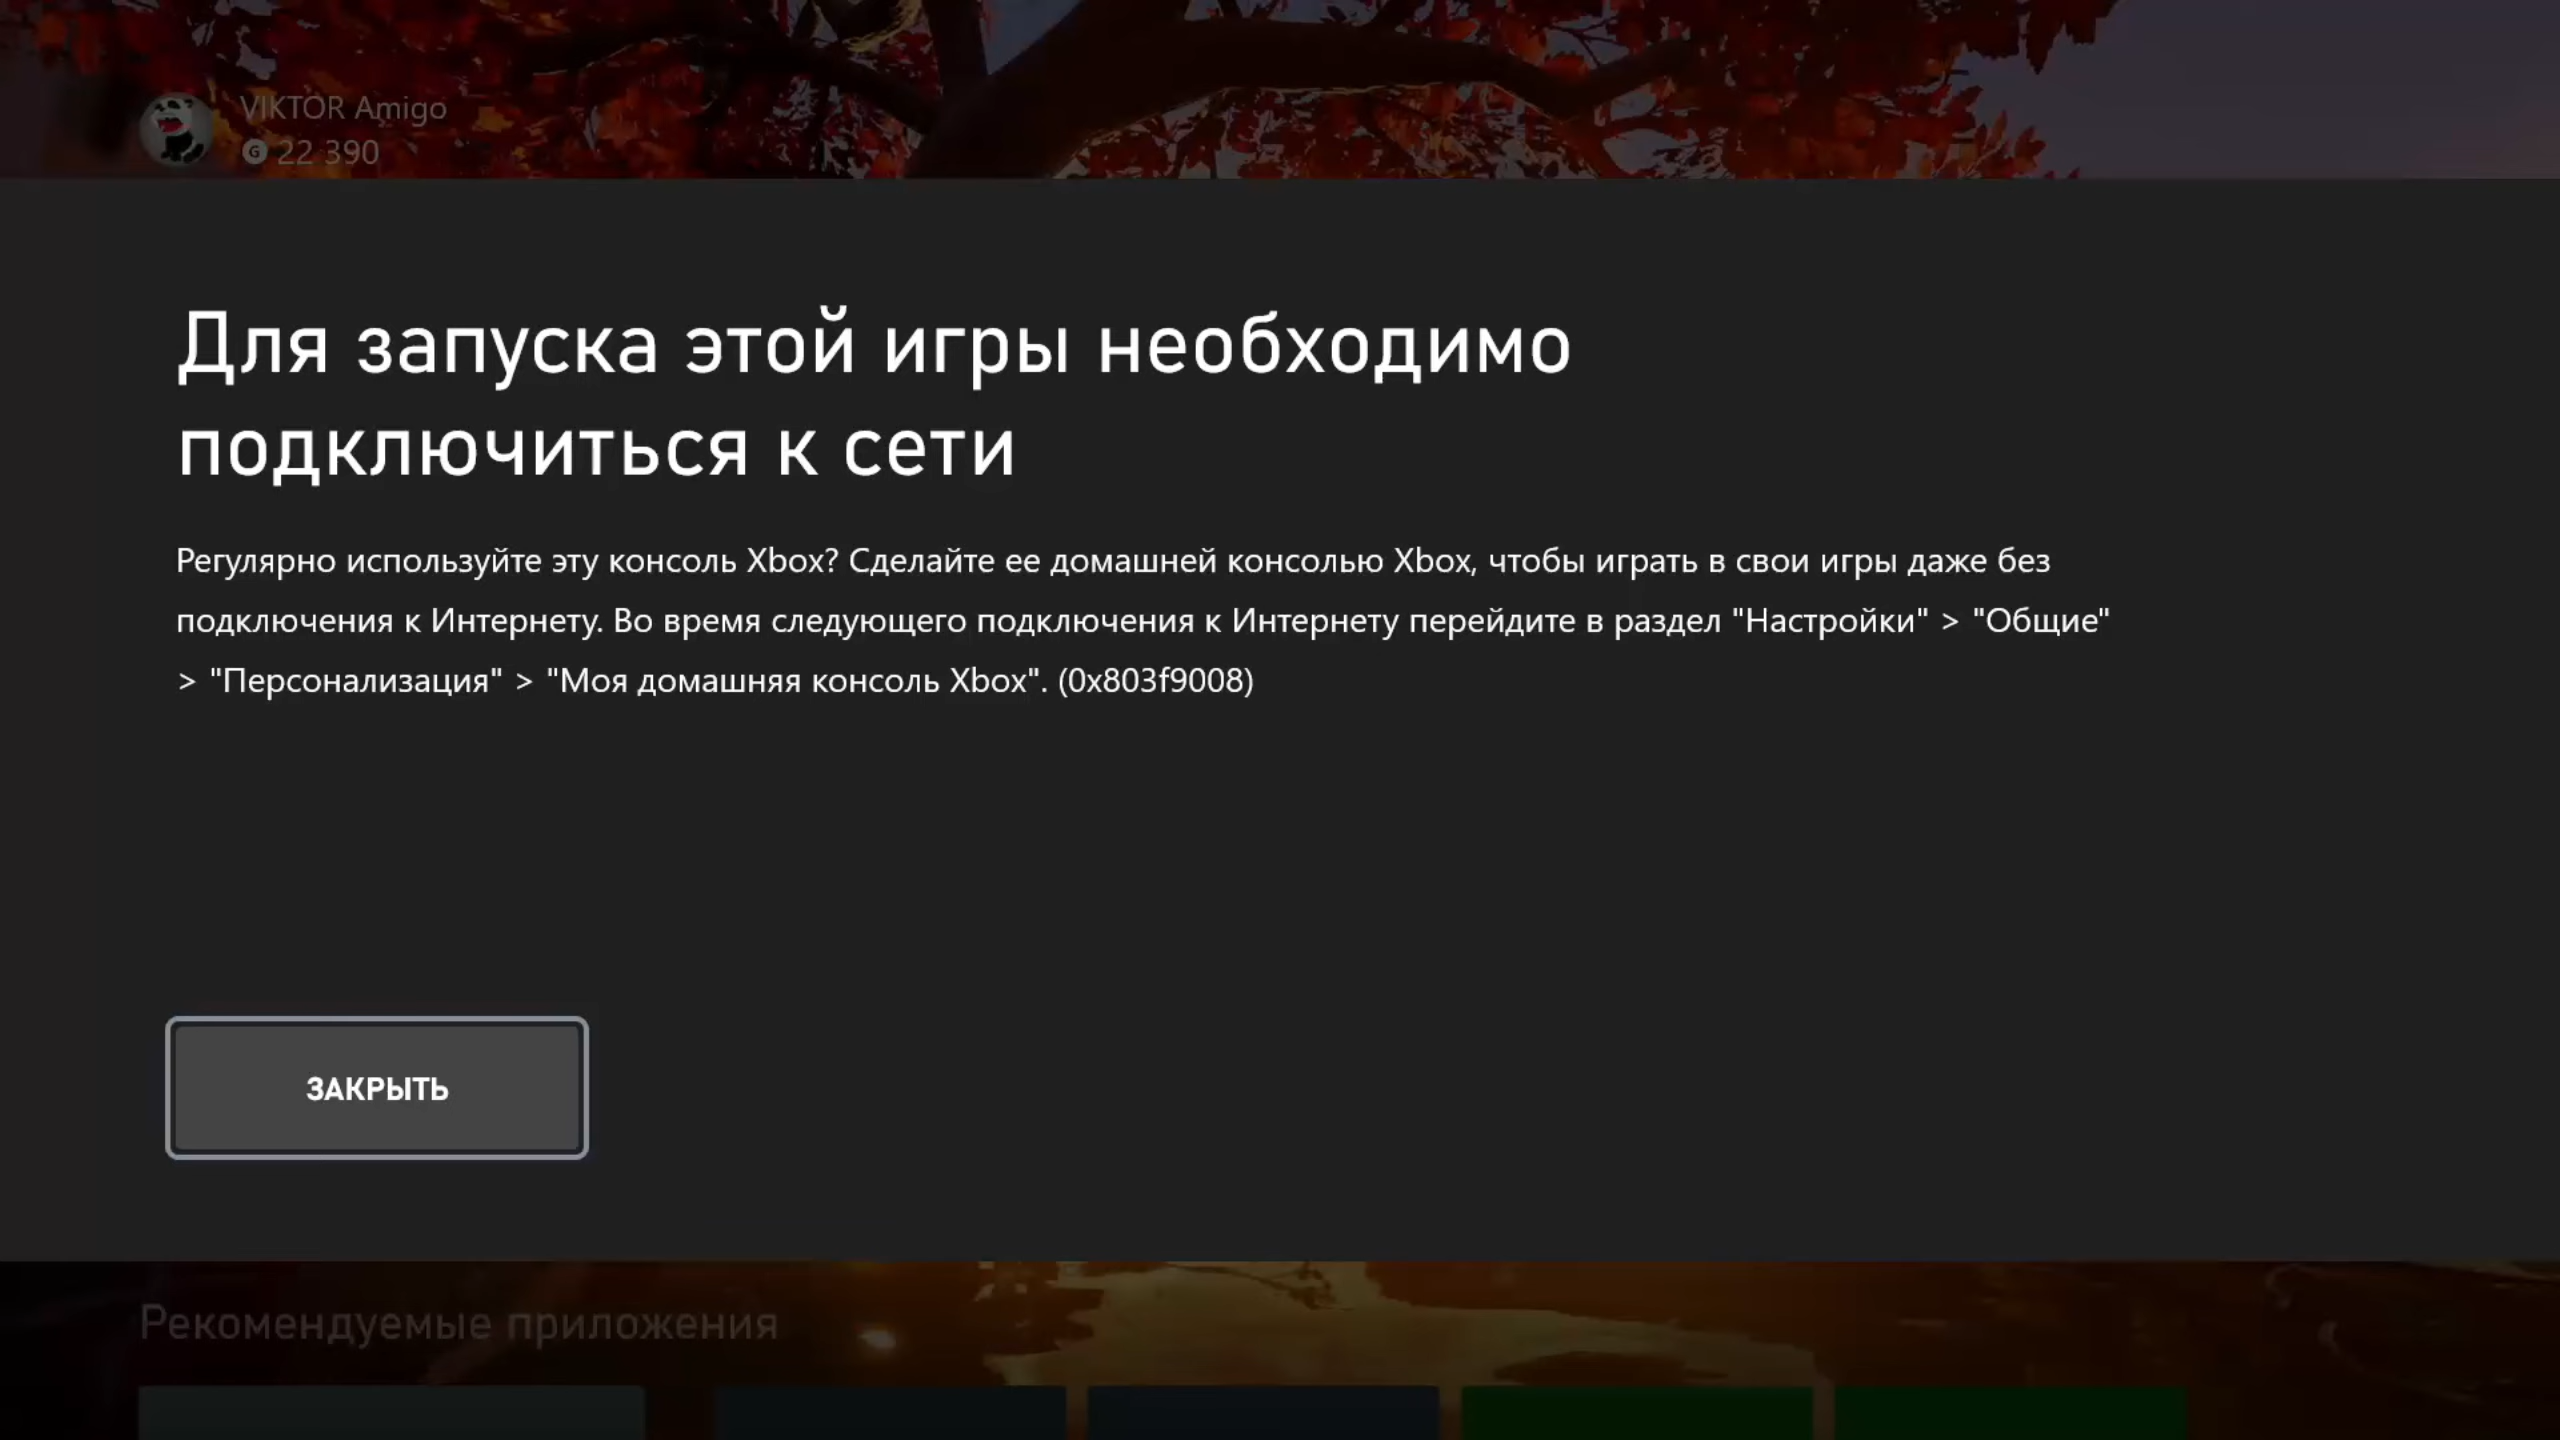 VIKTOR Amigo
G 22 390
Для запуска этой игры необходимо
подключиться к сети
Регулярно используйте эту консоль Xbox? Сделайте ее домашней консолью Xbox, чтобы играть в свои игры даже без
подключения к Интернету. Во время следующего подключения к Интернету перейдите в раздел "Настройки" > "Общие"
> "Персонализация" > "Моя домашняя консоль Xbox". (0x803f9008)
ЗАКРЫТЬ
Рекомендуемые приложения